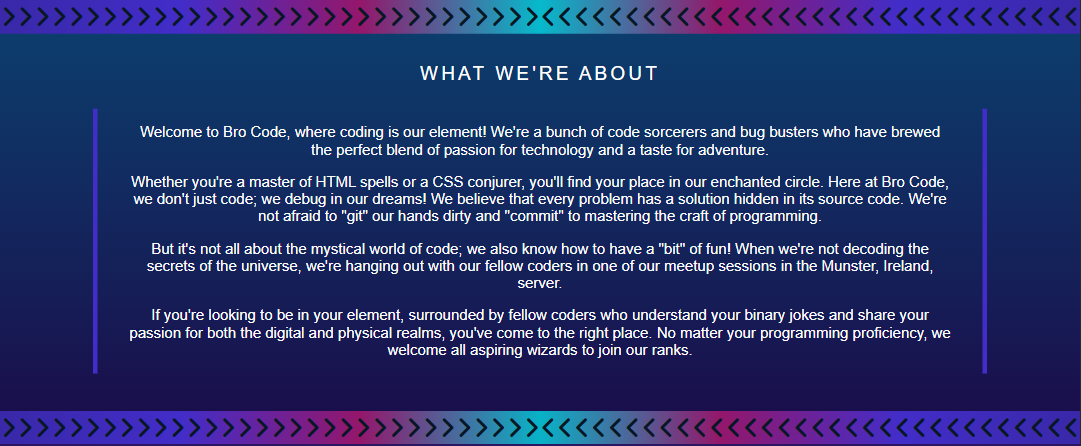 WHAT WE'RE ABOUT
Welcome to Bro Code, where coding is our element! We're a bunch of code sorcerers and bug busters who have brewed
the perfect blend of passion for technology and a taste for adventure.
Whether you're a master of HTML spells or a CSS conjurer, you'll find your place in our enchanted circle. Here at Bro Code,
we don't just code; we debug in our dreams! We believe that every problem has a solution hidden in its source code. We're
not afraid to "git" our hands dirty and "commit" to mastering the craft of programming.
But it's not all about the mystical world of code; we also know how to have a "bit" of fun! When we're not decoding the
secrets of the universe, we're hanging out with our fellow coders in one of our meetup sessions in the Munster, Ireland,
server.
If you're looking to be in your element, surrounded by fellow coders who understand your binary jokes and share your
passion for both the digital and physical realms, you've come to the right place. No matter your programming proficiency, we
welcome all aspiring wizards to join our ranks.